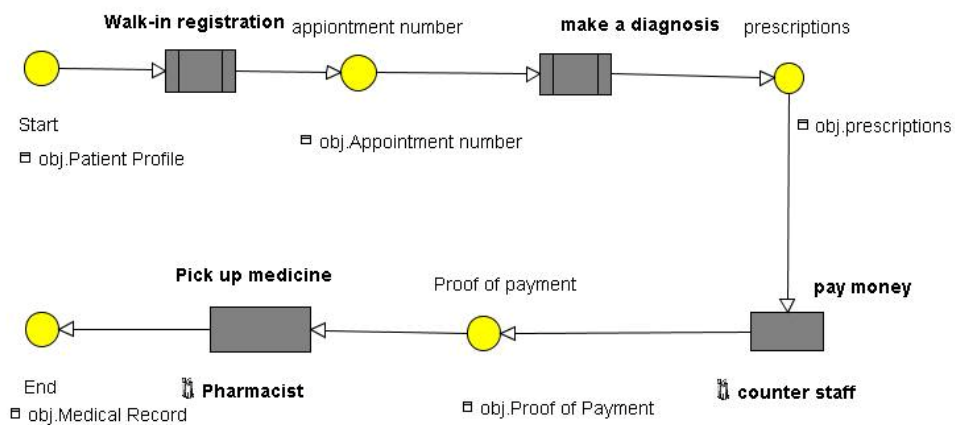 Walk-in registration
appiontment number
make a diagnosis
prescriptions
Start
obj.Patient Profile
obj.Appointment number
obj.prescriptions
Pick up medicine
Proof of payment
pay money
End
obj.Medical Record
Pharmacist
obj.Proof of Payment
counter staff